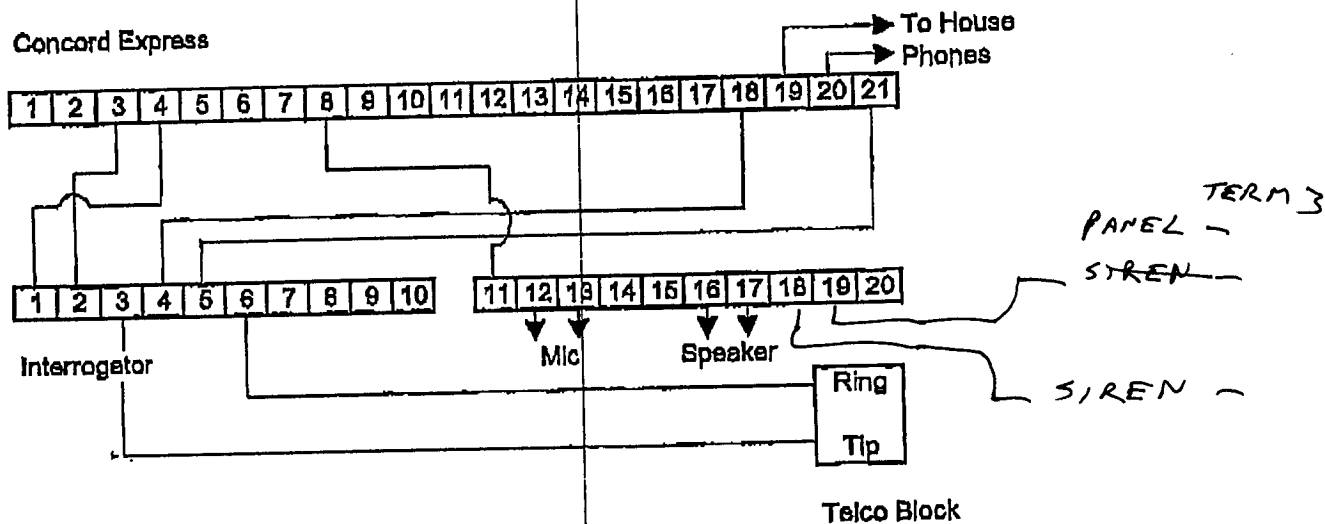 To House
Concord Express
Phones
1 2 3 4 5 6 7 8 9 10 11 12 13 14 15 16 17 18 19 20 21
TERM 3
PANEL -
SIREN -
1 2 3 4 5 6 7 8 9 10 11 12 13 14 15 16 17 18 19 20
Interrogator
Mic
Speaker
Ring
SIREN -
Tip
Telco Block